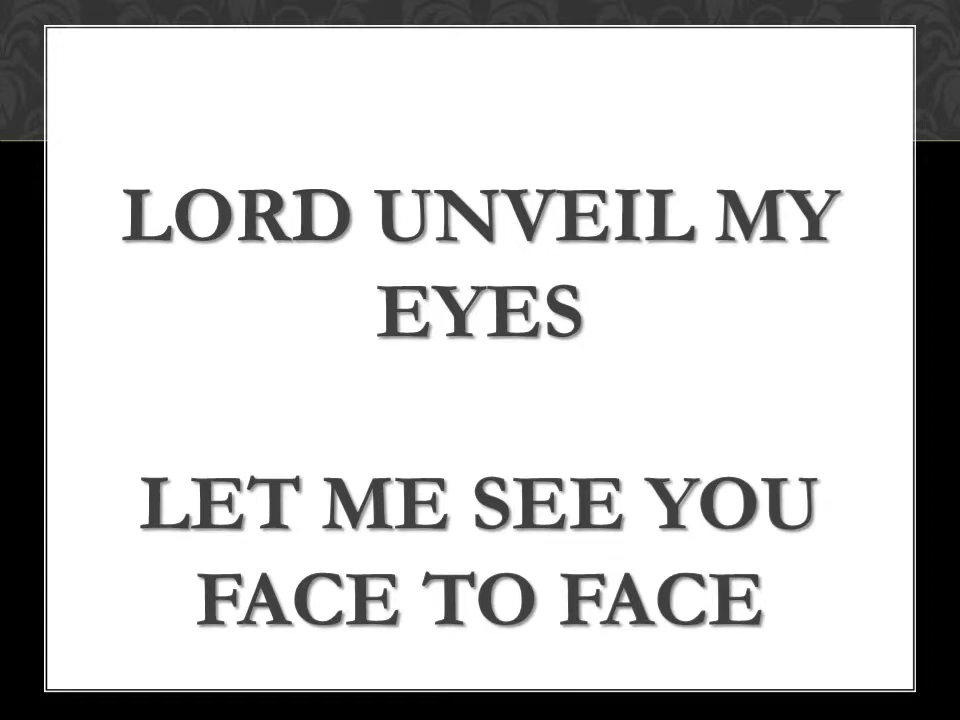 LORD UNVEIL MY
EYES
LET ME SEE YOU
FACE TO FACE